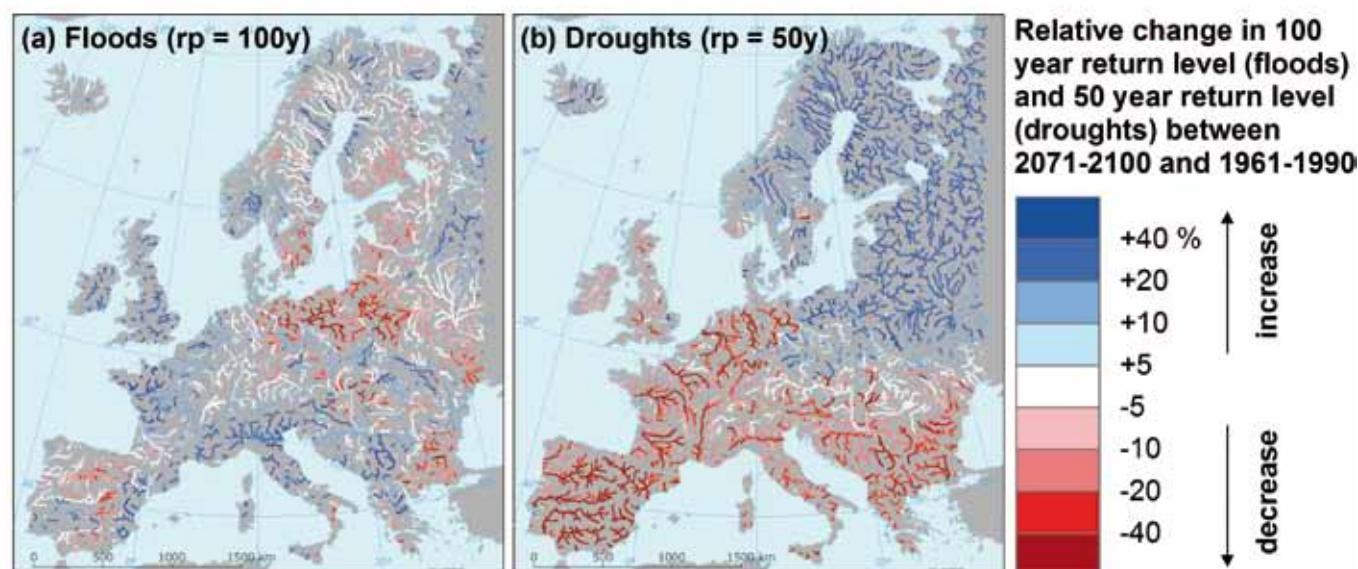 (a) Floods (rp = 100y)
(b) Droughts (rp = 50y)
Relative change in 100
year return level (floods)
and 50 year return level
(droughts) between
2071-2100 and 1961-1990
+40 %
+20
+10
+5
-5
-10
-20
-40
increase
decrease
0 500 1000 1500 km
0 500 1000 1500 km